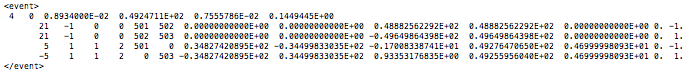 <event>
4 0 0.8934000E-02 0.4924711E+02 0.7555786E-02 0.1449445E+00
21 -1 0 0 501 502 0.00000000000E+00 0.00000000000E+00 0.48882562292E+02 0.48882562292E+02 0.00000000000E+00 0. -1.
21 -1 0 0 502 503 0.00000000000E+00 0.00000000000E+00 -0.49649864398E+02 0.49649864398E+02 0.00000000000E+00 0. 1.
5 1 1 2 501 0 0.34827420895E+02 -0.34499833035E+02 -0.17008338741E+01 0.49276470650E+02 0.46999998093E+01 0. -1.
-5 1 1 2 0 503 -0.34827420895E+02 0.34499833035E+02 0.93353176835E+00 0.49255956040E+02 0.46999998093E+01 0. 1.
</event>